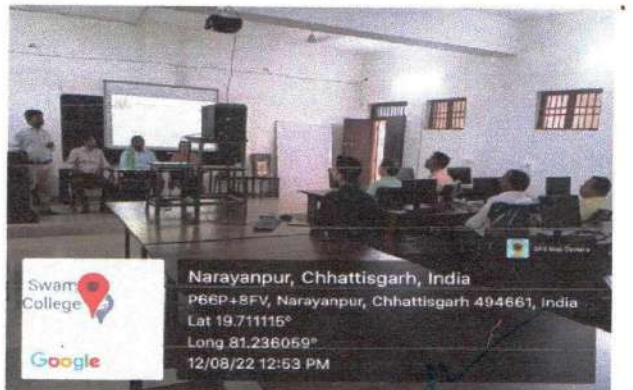 GPS Map Camera
Swam
College
Google
Narayanpur, Chhattisgarh, India
P66P+8FV, Narayanpur, Chhattisgarh 494661, India
Lat 19.711115°
Long 81.236059°
12/08/22 12:53 PM